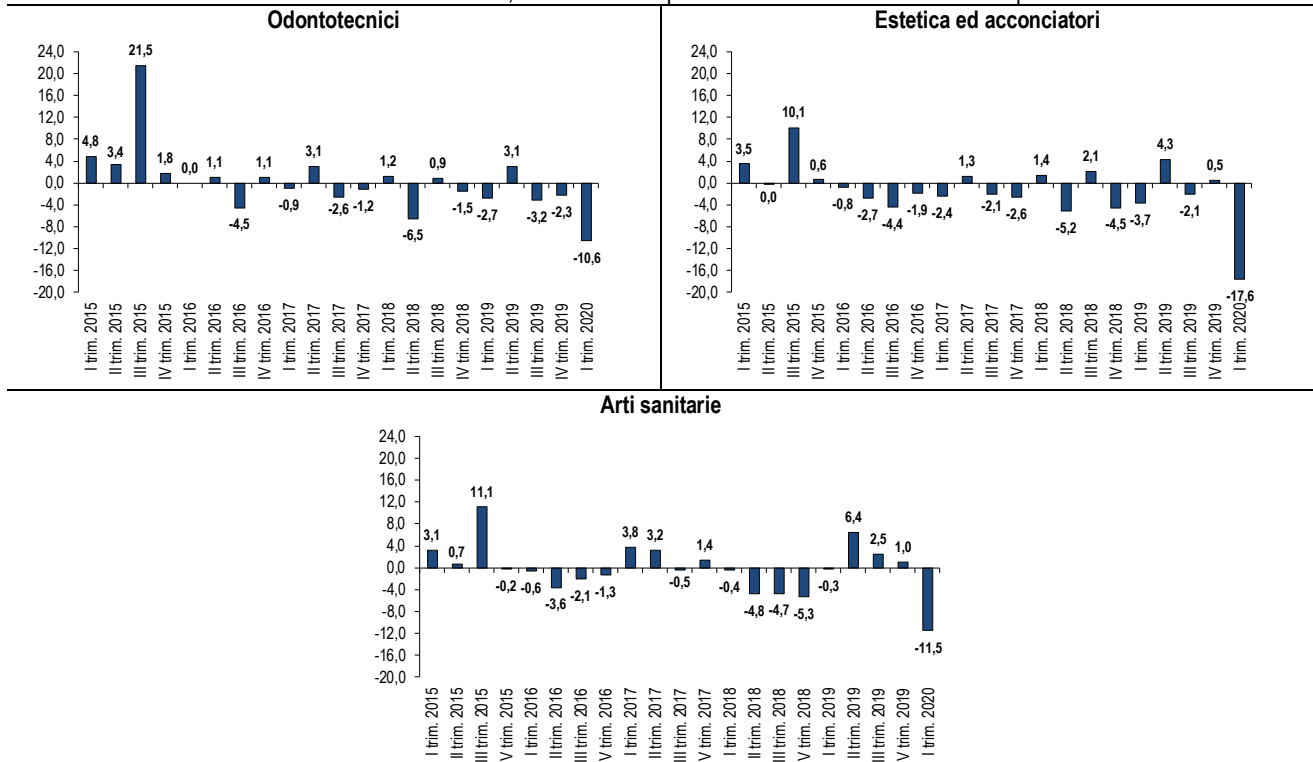 Odontotecnici
24,0
20,0
16,0
12,0
8,0
4,0
0,0
-4,0
-8,0
-12,0
-16,0
-20,0
4,8
3,4
21,5
1,8
0,0
1,1
-4,5
1,1
-0,9
3,1
-2,6
-1,2
1,2
-6,5
0,9
-1,5
-2,7
3,1
-3,2
-2,3
-10,6
I trim. 2015
II trim. 2015
III trim. 2015
IV trim. 2015
I trim. 2016
II trim. 2016
III trim. 2016
IV trim. 2016
I trim. 2017
II trim. 2017
III trim. 2017
IV trim. 2017
I trim. 2018
II trim. 2018
III trim. 2018
IV trim. 2018
I trim. 2019
II trim. 2019
III trim. 2019
IV trim. 2019
I trim. 2020
Estetica ed acconciatori
24,0
20,0
16,0
12,0
8,0
4,0
0,0
-4,0
-8,0
-12,0
-16,0
-20,0
3,5
0,0
10,1
0,6
-0,8
-2,7
-4,4
-1,9
-2,4
1,3
-2,1
-2,6
1,4
-5,2
2,1
-4,5
-3,7
4,3
-2,1
0,5
-17,6
I trim. 2015
II trim. 2015
III trim. 2015
IV trim. 2015
I trim. 2016
II trim. 2016
III trim. 2016
IV trim. 2016
I trim. 2017
II trim. 2017
III trim. 2017
IV trim. 2017
I trim. 2018
II trim. 2018
III trim. 2018
IV trim. 2018
I trim. 2019
II trim. 2019
III trim. 2019
IV trim. 2019
I trim. 2020
Arti sanitarie
24,0
20,0
16,0
12,0
8,0
4,0
0,0
-4,0
-8,0
-12,0
-16,0
-20,0
3,1
0,7
11,1
-0,2
-0,6
-3,6
-2,1
-1,3
3,8
3,2
-0,5
1,4
-0,4
-4,8
-4,7
-5,3
-0,3
6,4
2,5
1,0
-11,5
I trim. 2015
II trim. 2015
III trim. 2015
V trim. 2015
I trim. 2016
II trim. 2016
III trim. 2016
V trim. 2016
I trim. 2017
II trim. 2017
III trim. 2017
V trim. 2017
I trim. 2018
II trim. 2018
III trim. 2018
V trim. 2018
I trim. 2019
II trim. 2019
III trim. 2019
V trim. 2019
I trim. 2020